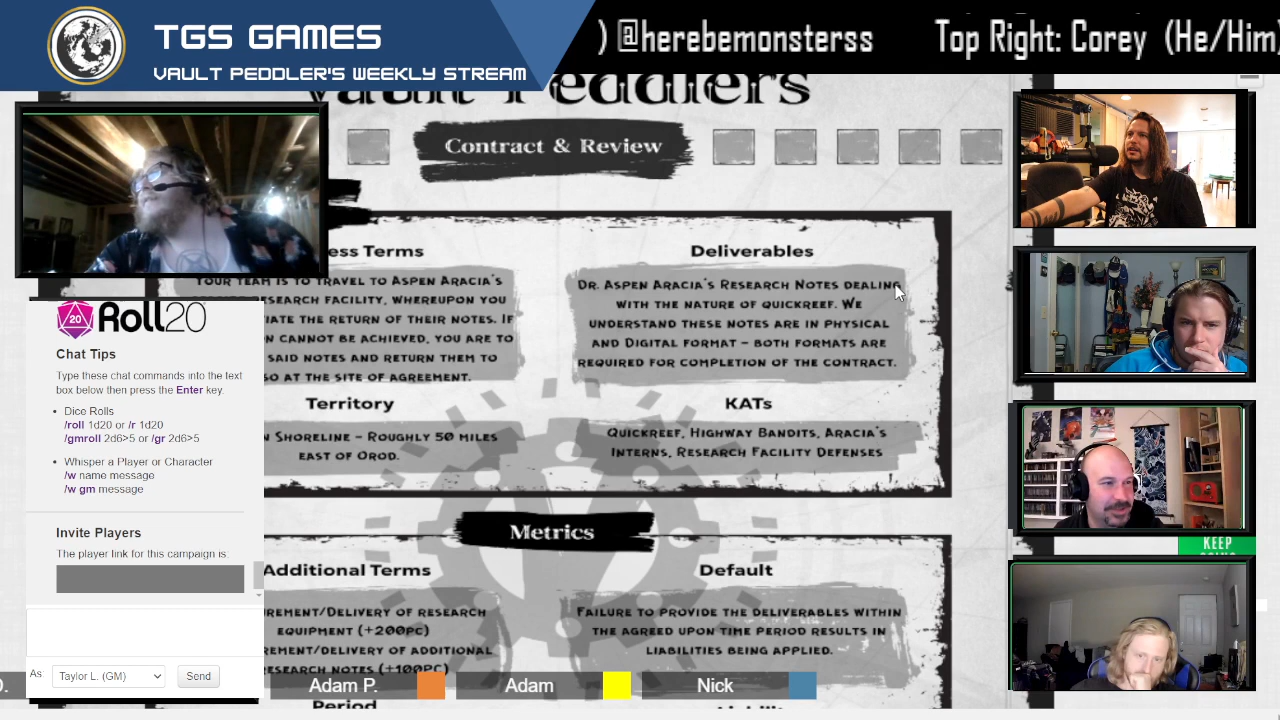 TGS GAMES
VAULT PEDDLER'S WEEKLY STREAM
) @herebemonsterss Top Right: Corey (He/Him)
Vault Peddlers
Contract & Review
ess Terms
YOUR TEAM IS TO TRAVEL TO ASPEN ARACIA'S
ESEARCH FACILITY, WHEREUPON YOU
IATE THE RETURN OF THEIR NOTES. IF
N CANNOT BE ACHIEVED, YOU ARE TO
SAID NOTES AND RETURN THEM TO
SO AT THE SITE OF AGREEMENT.
Deliverables
DR. ASPEN ARACIA'S RESEARCH NOTES DEALING
WITH THE NATURE OF QUICKREEF. WE
UNDERSTAND THESE NOTES ARE IN PHYSICAL
AND DIGITAL FORMAT – BOTH FORMATS ARE
REQUIRED FOR COMPLETION OF THE CONTRACT.
Territory
N SHORELINE – ROUGHLY 50 MILES
EAST OF OROD.
KATs
QUICKREEF, HIGHWAY BANDITS, ARACIA'S
INTERNS, RESEARCH FACILITY DEFENSES
Metrics
Additional Terms
REMENT/DELIVERY OF RESEARCH
EQUIPMENT (+200PC)
REMENT/DELIVERY OF ADDITIONAL
ESEARCH NOTES (+100PC)
Default
FAILURE TO PROVIDE THE DELIVERABLES WITHIN
THE AGREED UPON TIME PERIOD RESULTS IN
LIABILITIES BEING APPLIED.
Period
Liability
20 Roll20
Chat Tips
Type these chat commands into the text
box below then press the Enter key.
• Dice Rolls
/roll 1d20 or /r 1d20
/gmroll 2d6>5 or /gr 2d6>5
• Whisper a Player or Character
/w name message
/w gm message
Invite Players
The player link for this campaign is
As: Taylor L. (GM) Send
D. Adam P. Adam Nick
KEEP